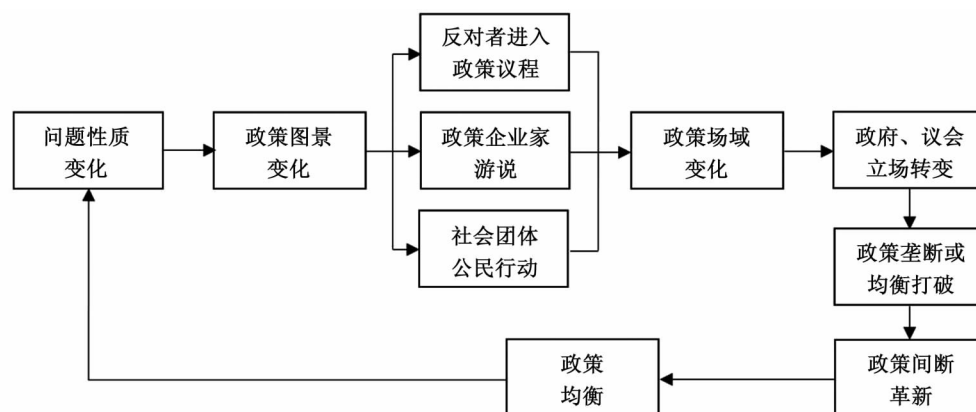 反对者进入
政策议程
问题性质
变化
政策图景
变化
政策企业家
游说
政策场域
变化
政府、议会
立场转变
社会团体
公民行动
政策垄断或
均衡打破
政策间断
革新
政策
均衡